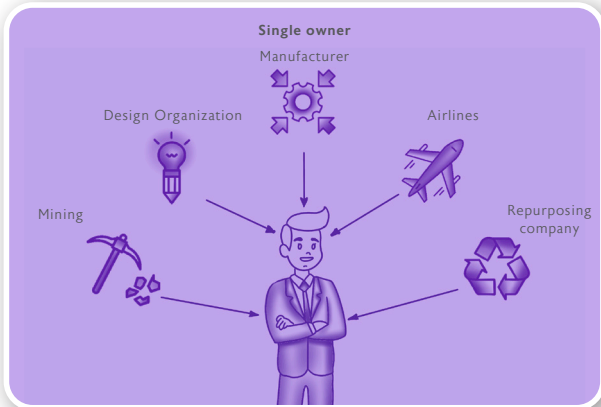 Single owner
Manufacturer
Design Organization
Airlines
Mining
Repurposing
company